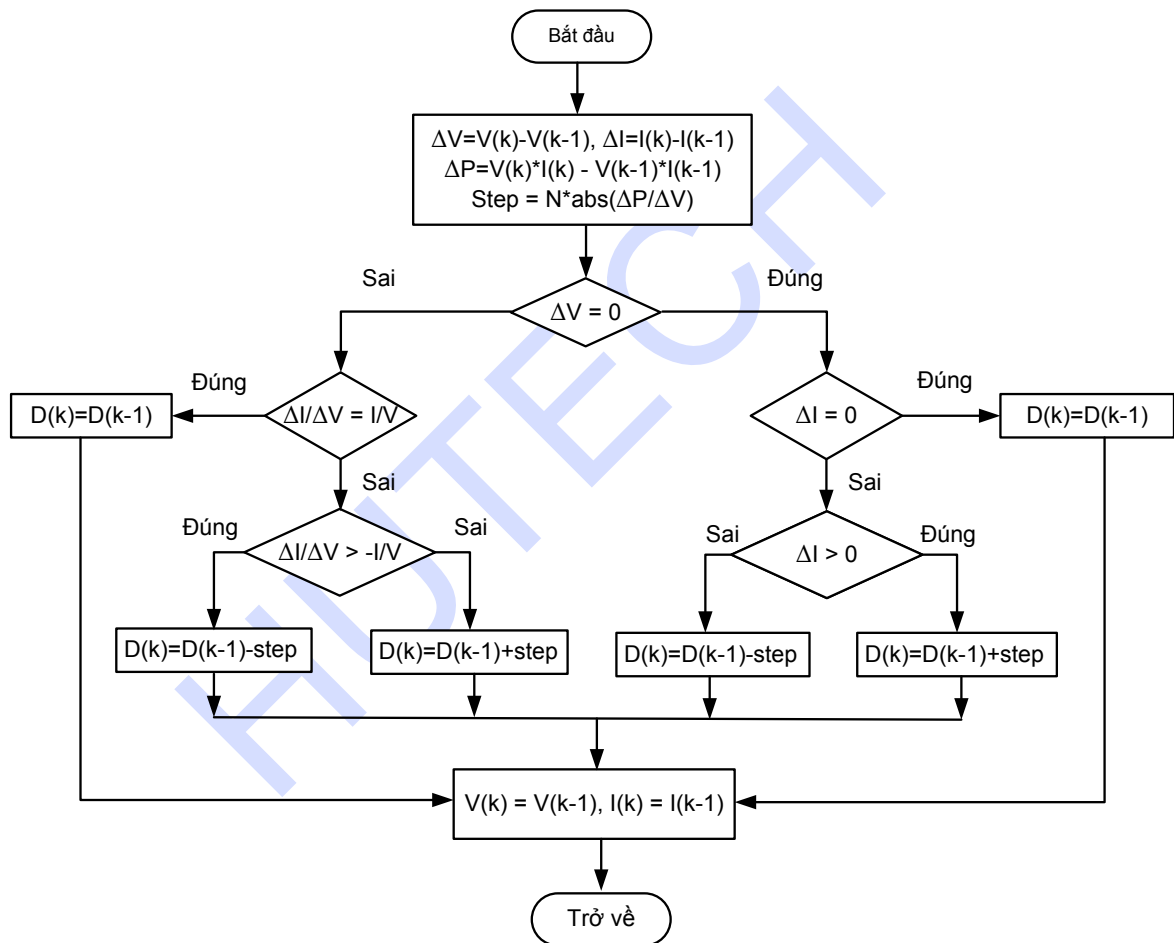 Bắt đầu
ΔV=V(k)-V(k-1), ΔI=I(k)-I(k-1)
ΔP=V(k)*I(k) - V(k-1)*I(k-1)
Step = N*abs(ΔP/ΔV)
Sai
Đúng
ΔV = 0
Đúng
Đúng
D(k)=D(k-1)
ΔI/ΔV = I/V
ΔI = 0
D(k)=D(k-1)
Sai
Sai
Đúng
Sai
Sai
Đúng
ΔI/ΔV > -I/V
ΔI > 0
D(k)=D(k-1)-step
D(k)=D(k-1)+step
D(k)=D(k-1)-step
D(k)=D(k-1)+step
V(k) = V(k-1), I(k) = I(k-1)
Trở về
HUTECH